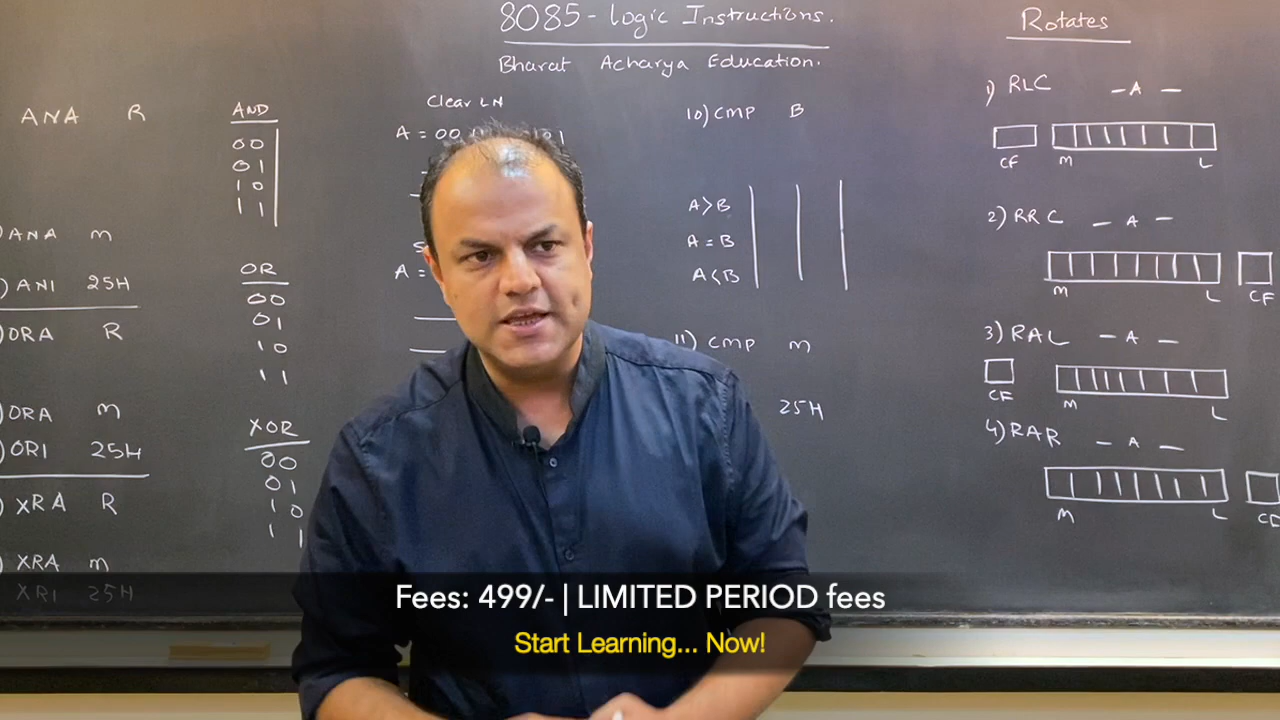 8085 - Logic Instructions.
Bharat Acharya Education.
ANA R
ANA M
ANI 25H
ORA R
ORA M
ORI 25H
XRA R
XRA M
XRI 25H
AND
00
01
10
11
OR
00
01
10
11
XOR
00
01
10
11
Clear LN
A = 00
A =
10) CMP B
A>B
A = B
A<B
11) CMP M
25H
Rotates
1) RLC - A -
CF M L
2) RRC - A -
M L CF
3) RAL - A -
CF M L
4) RAR - A -
M L
Fees: 499/- | LIMITED PERIOD fees
Start Learning... Now!